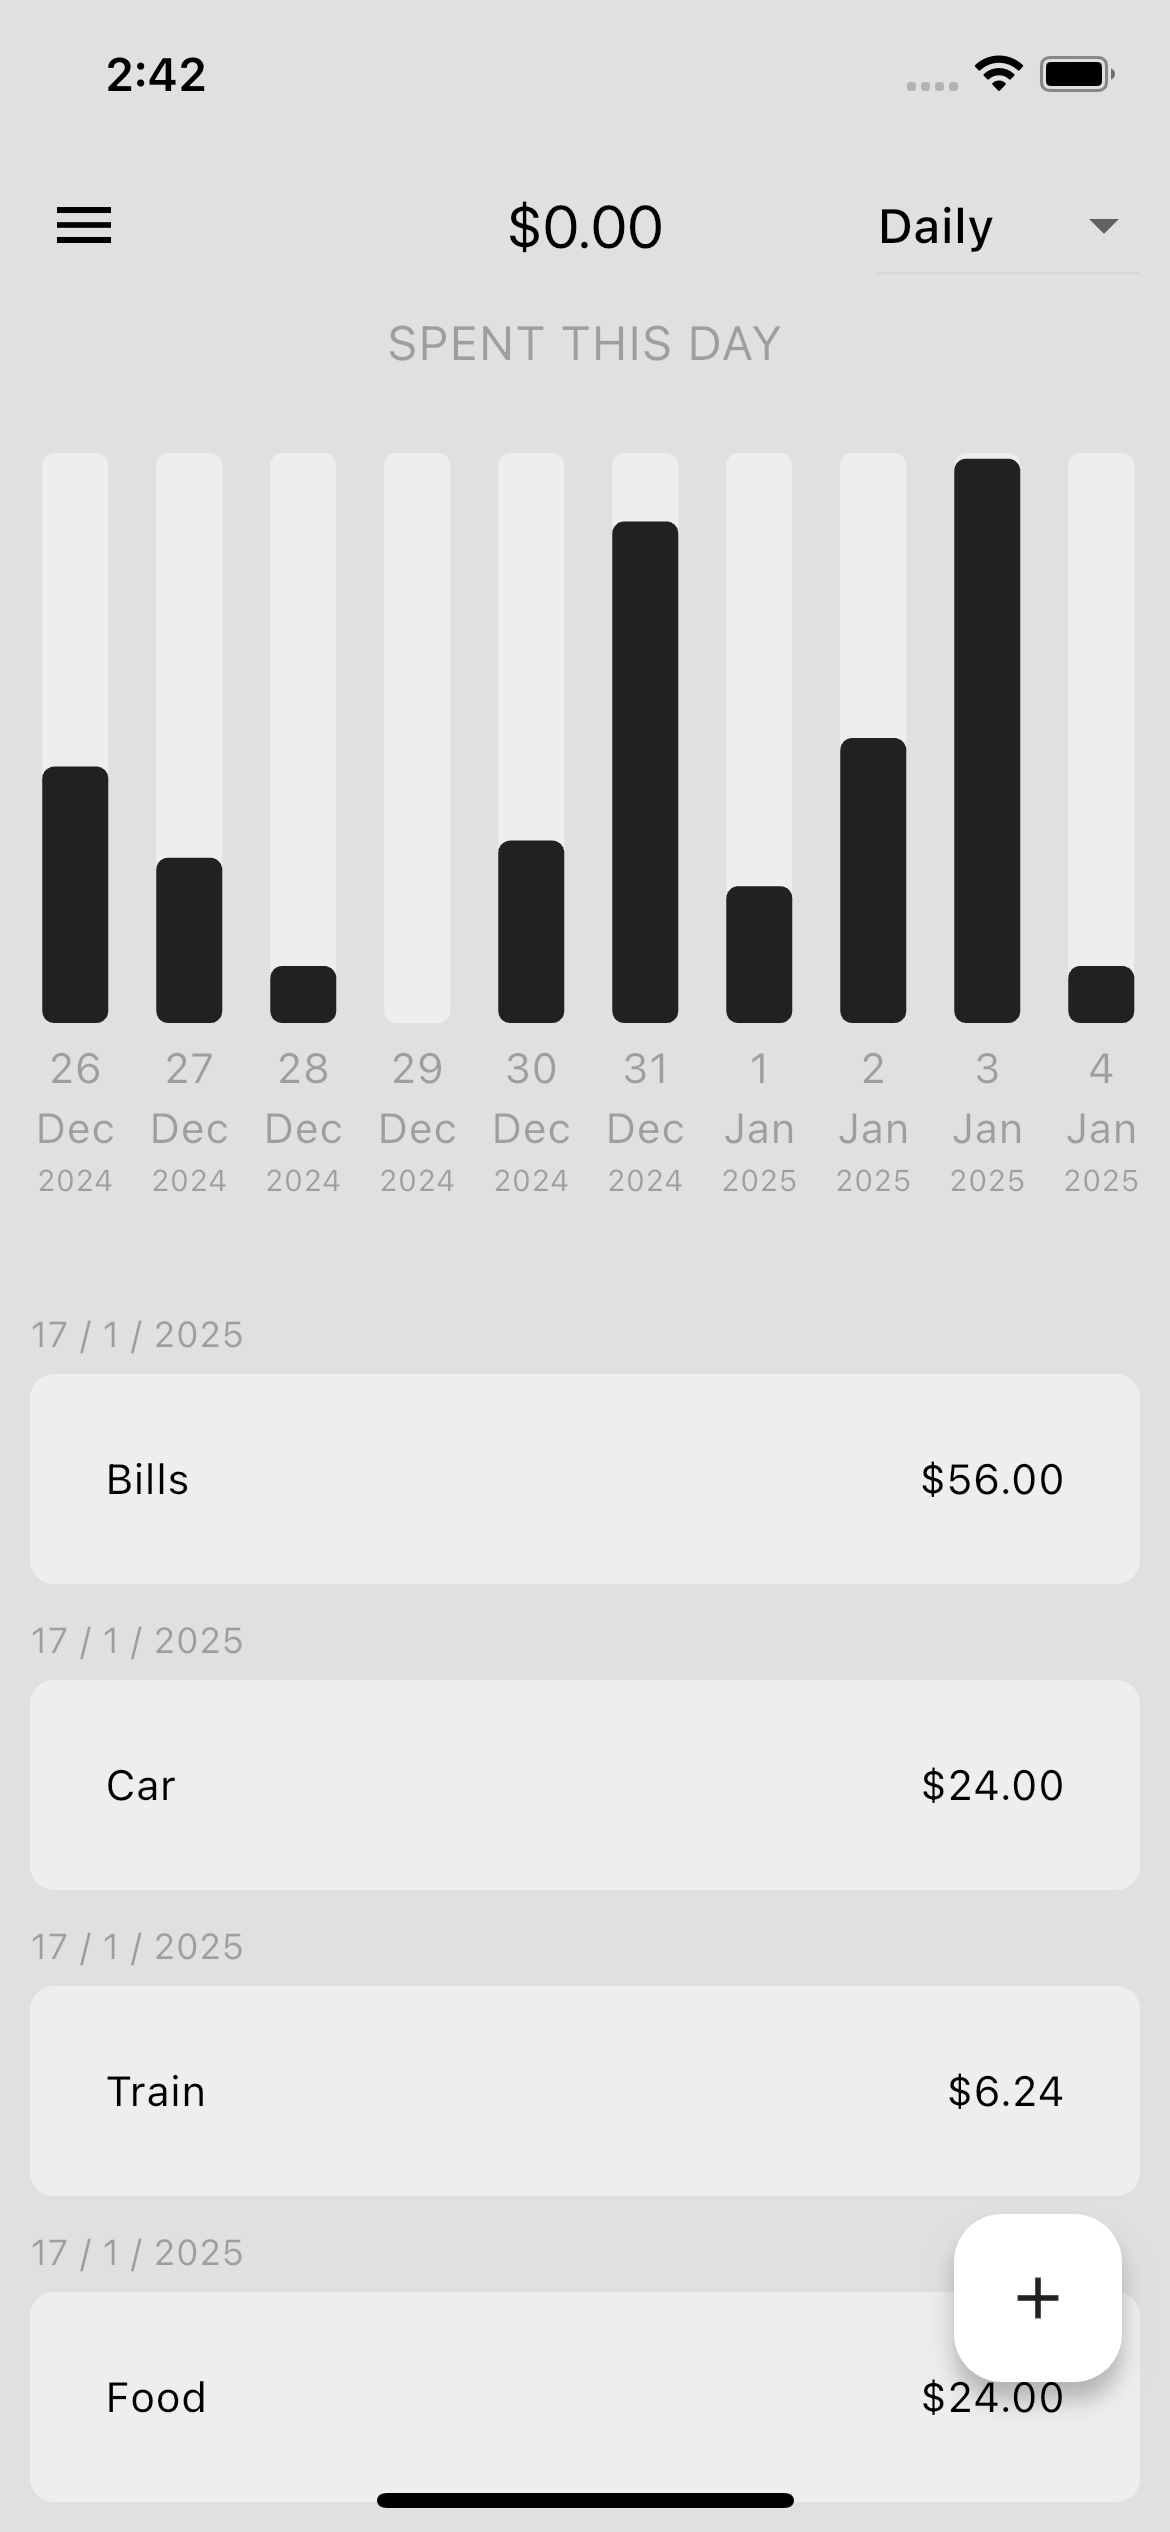 2:42
$0.00
Daily
SPENT THIS DAY
26 27 28 29 30 31 1 2 3 4
Dec Dec Dec Dec Dec Dec Jan Jan Jan Jan
2024 2024 2024 2024 2024 2024 2025 2025 2025 2025
17 / 1 / 2025
Bills $56.00
17 / 1 / 2025
Car $24.00
17 / 1 / 2025
Train $6.24
17 / 1 / 2025
Food $24.00